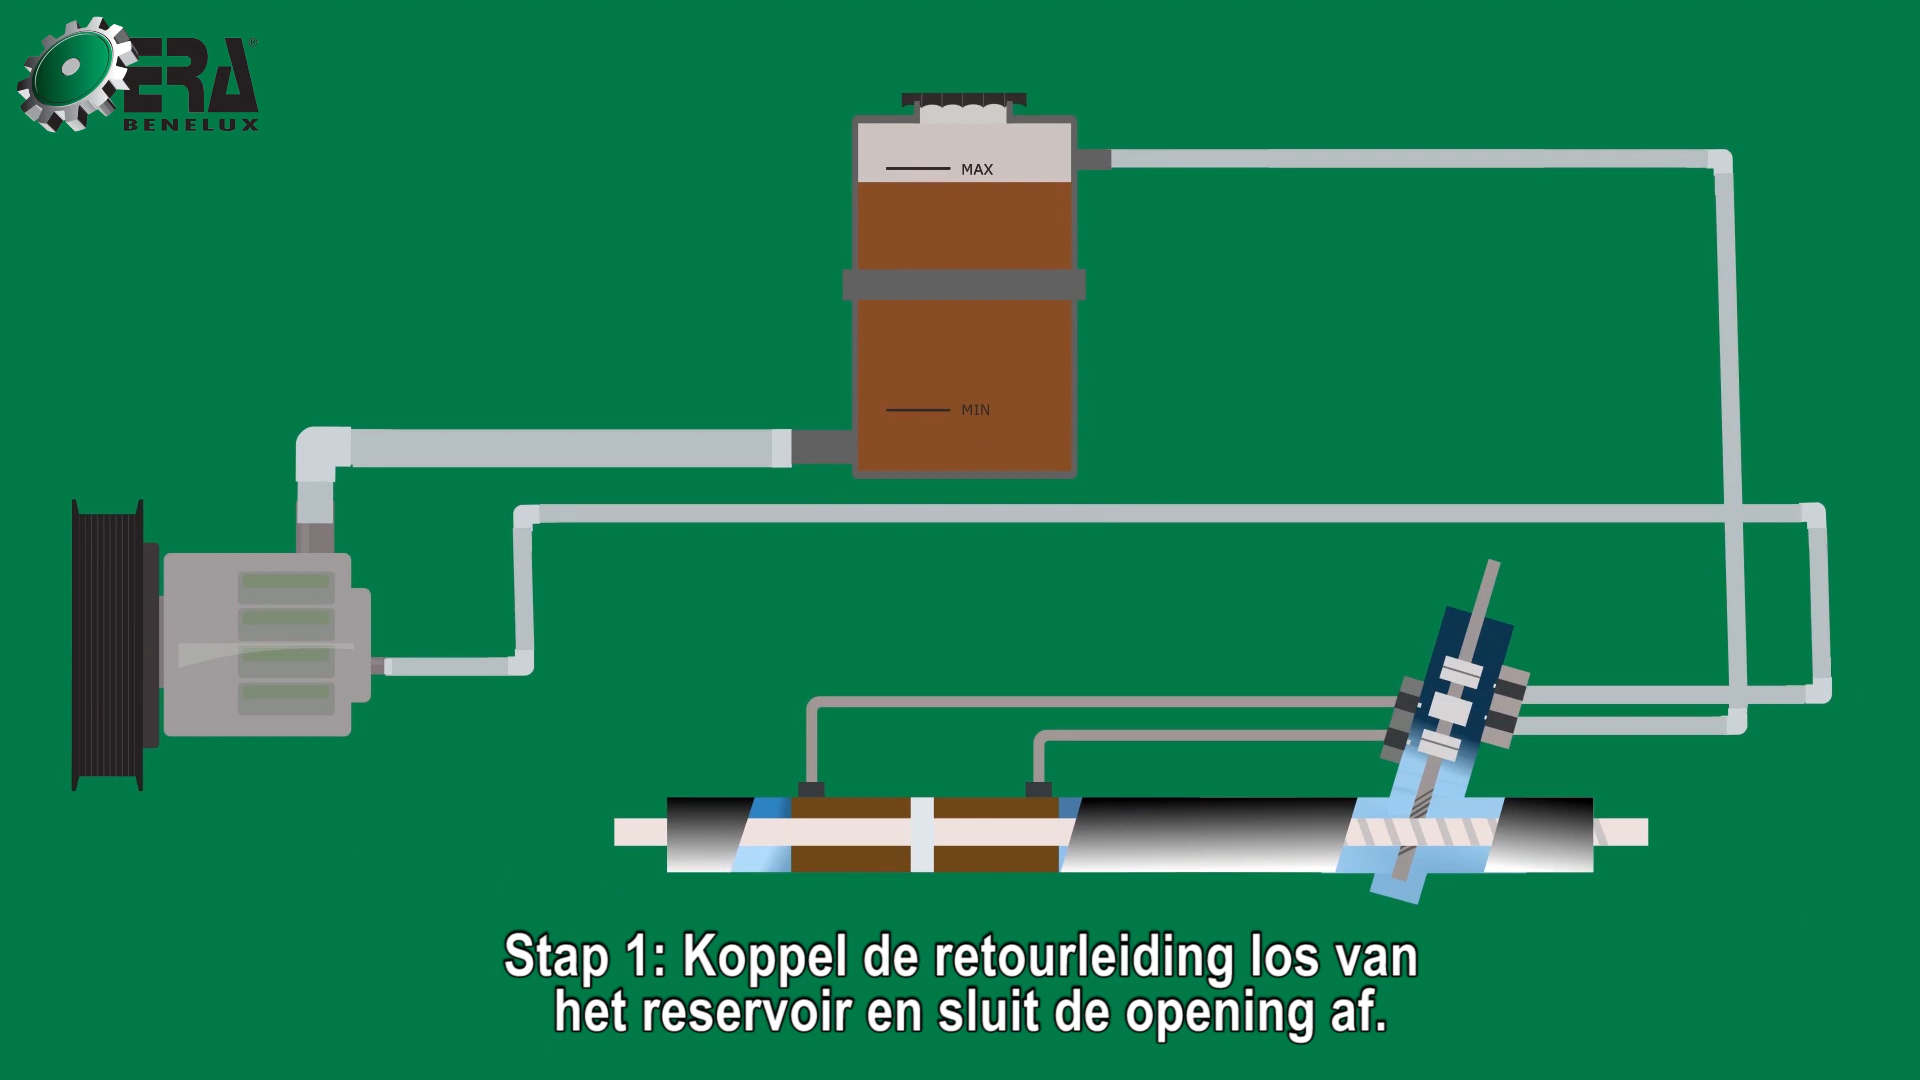 ERA®
BENELUX
MAX
MIN
Stap 1: Koppel de retourleiding los van
het reservoir en sluit de opening af.